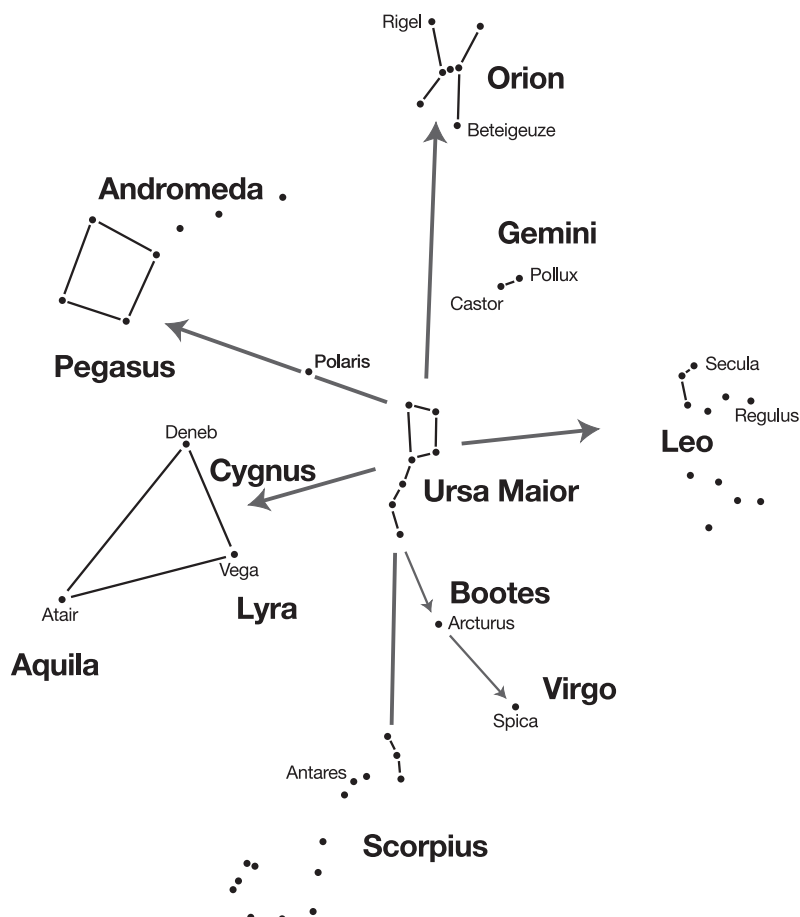 Rigel
Orion
Beteigeuze
Andromeda
Gemini
Pollux
Castor
Pegasus
Polaris
Secula
Regulus
Leo
Deneb
Cygnus
Ursa Maior
Vega
Lyra
Atair
Aquila
Bootes
Arcturus
Virgo
Spica
Antares
Scorpius